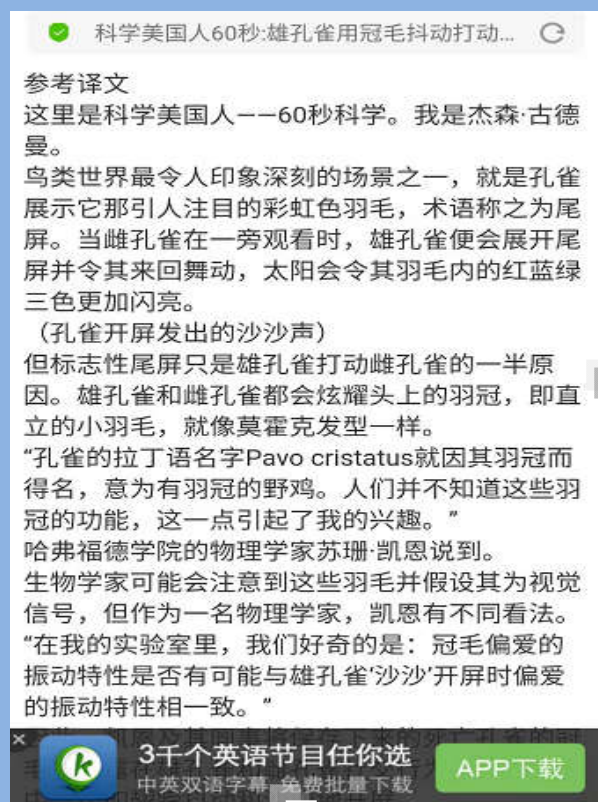 科学美国人60秒:雄孔雀用冠毛抖动打动...
参考译文
这里是科学美国人——60秒科学。我是杰森·古德
曼。
鸟类世界最令人印象深刻的场景之一，就是孔雀
展示它那引人注目的彩虹色羽毛，术语称之为尾
屏。当雌孔雀在一旁观看时，雄孔雀便会展开尾
屏并令其来回舞动，太阳会令其羽毛内的红蓝绿
三色更加闪亮。
（孔雀开屏发出的沙沙声）
但标志性尾屏只是雄孔雀打动雌孔雀的一半原
因。雄孔雀和雌孔雀都会炫耀头上的羽冠，即直
立的小羽毛，就像莫霍克发型一样。
“孔雀的拉丁语名字Pavo cristatus就因其羽冠而
得名，意为有羽冠的野鸡。人们并不知道这些羽
冠的功能，这一点引起了我的兴趣。”
哈弗福德学院的物理学家苏珊·凯恩说到。
生物学家可能会注意到这些羽毛并假设其为视觉
信号，但作为一名物理学家，凯恩有不同看法。
“在我的实验室里，我们好奇的是：冠毛偏爱的
振动特性是否有可能与雄孔雀‘沙沙’开屏时偏爱
的振动特性相一致。”
3千个英语节目任你选
中英双语字幕 免费批量下载
APP下载